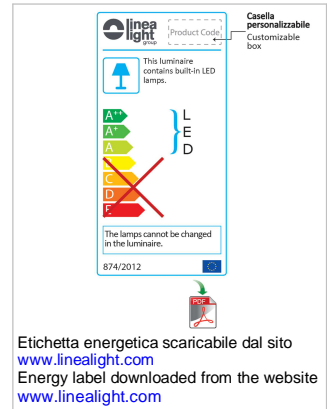 linea
light
group
Product Code
Casella
personalizzabile
Customizable
box
This luminaire
contains built-in LED
lamps.
A++
A+
A
L
E
D
C
D
E
The lamps cannot be changed
in the luminaire.
874/2012
PDF
Etichetta energetica scaricabile dal sito
www.linealight.com
Energy label downloaded from the website
www.linealight.com